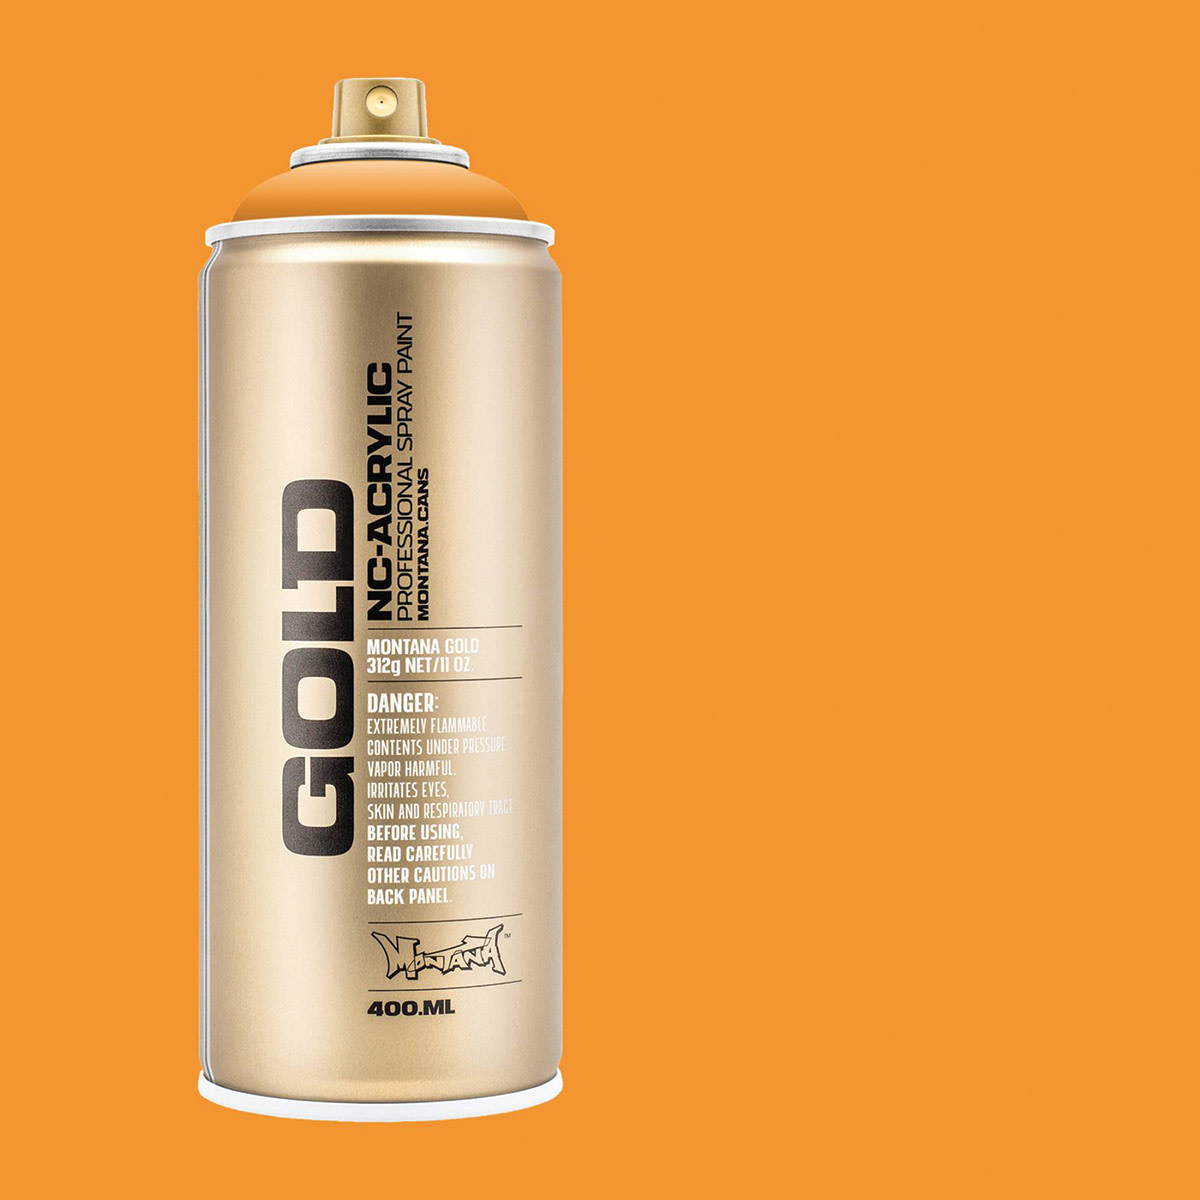 GOLD
NC-ACRYLIC
PROFESSIONAL SPRAY PAINT
MONTANA.CANS
MONTANA GOLD
312g NET/11 OZ.
DANGER:
EXTREMELY FLAMMABLE
CONTENTS UNDER PRESSURE.
VAPOR HARMFUL.
IRRITATES EYES,
SKIN AND RESPIRATORY TRACT.
BEFORE USING,
READ CAREFULLY
OTHER CAUTIONS ON
BACK PANEL.
MONTANA™
400.ML